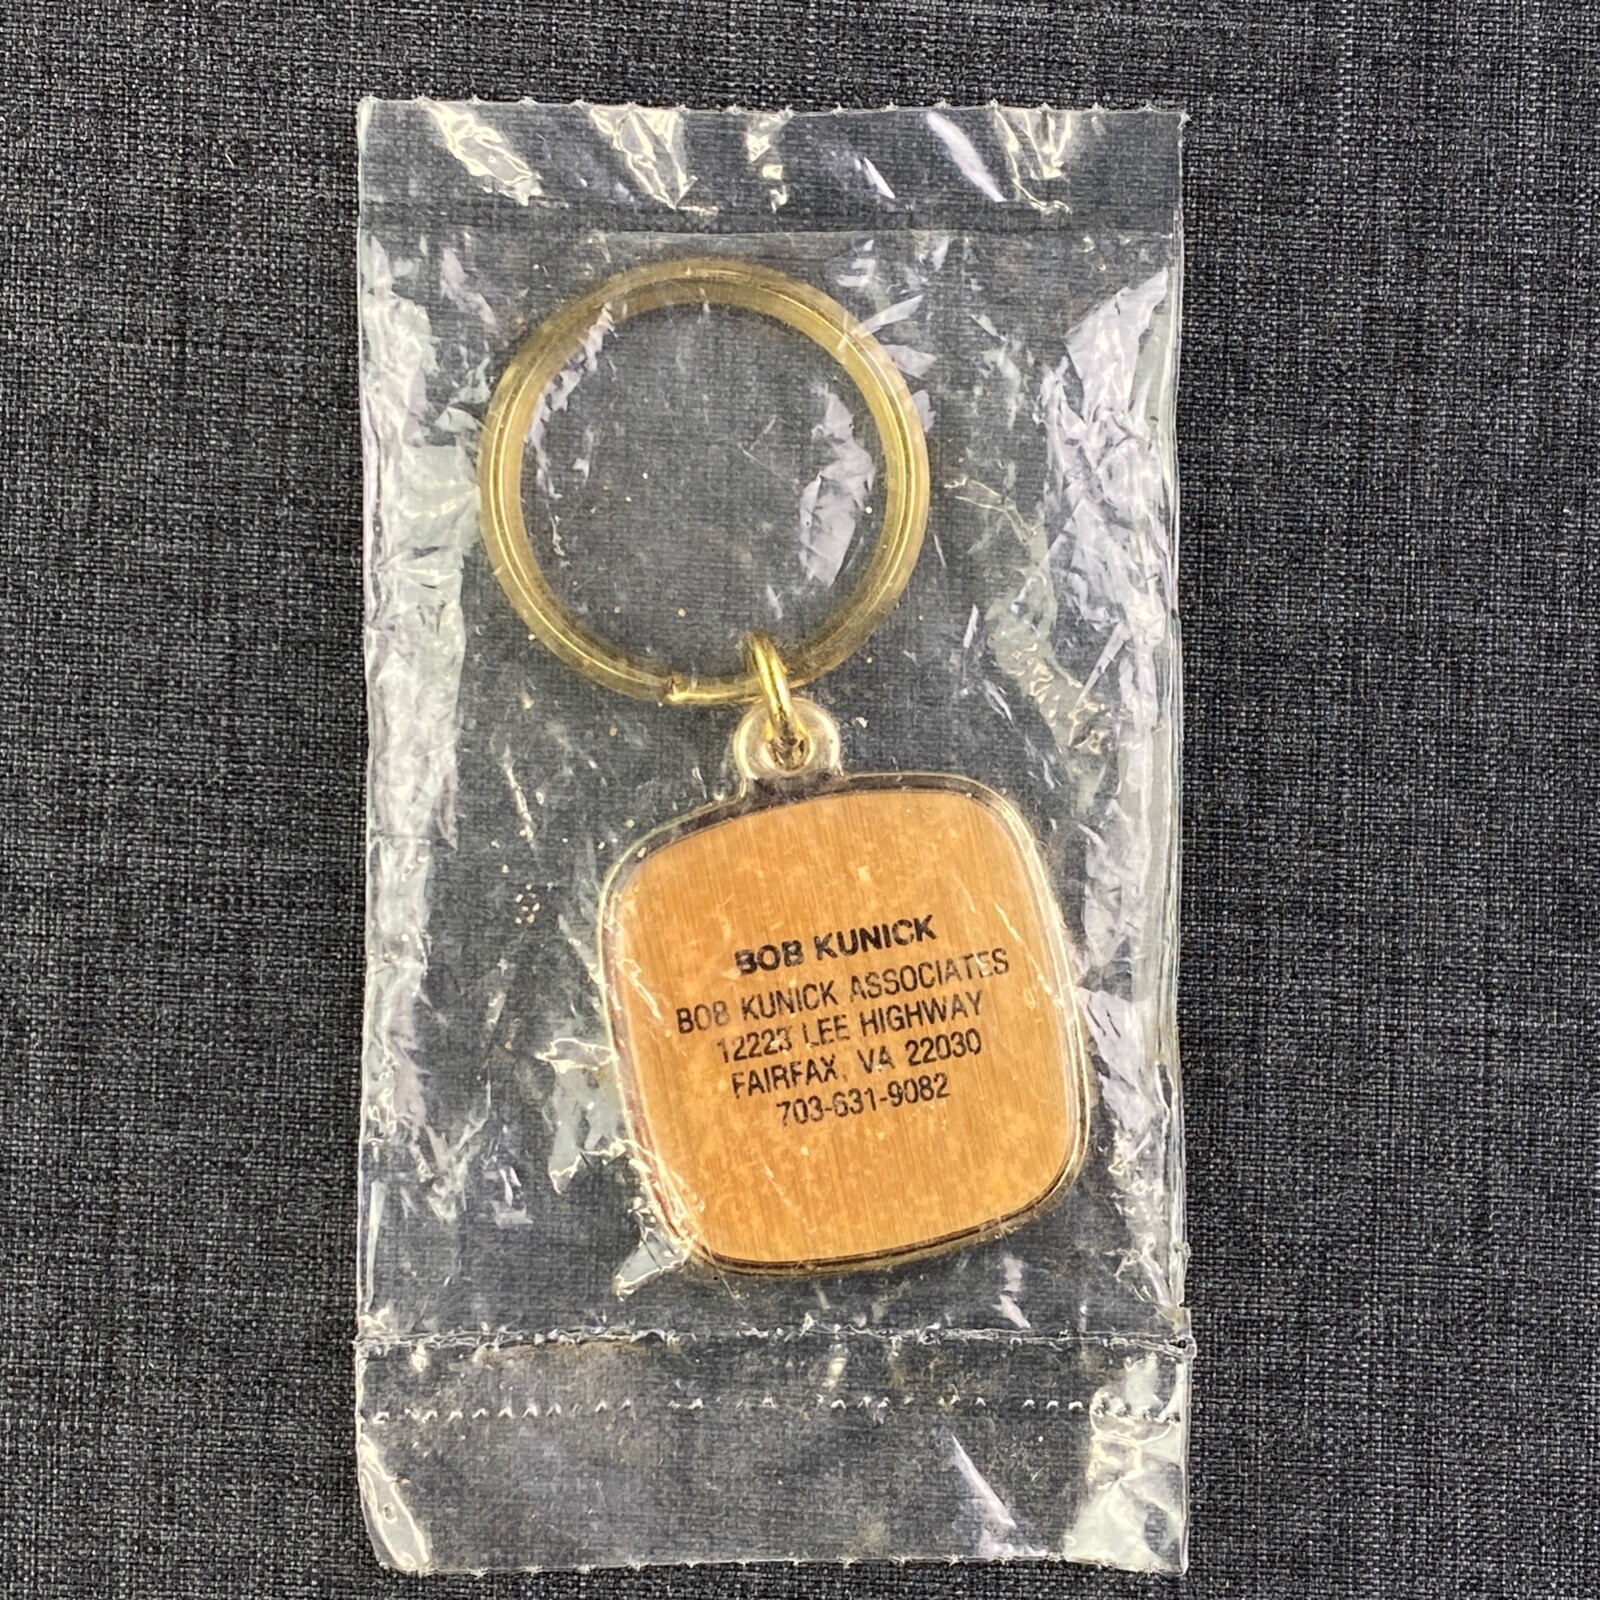 BOB KUNICK
BOB KUNICK ASSOCIATES
12223 LEE HIGHWAY
FAIRFAX, VA 22030
703-631-9082